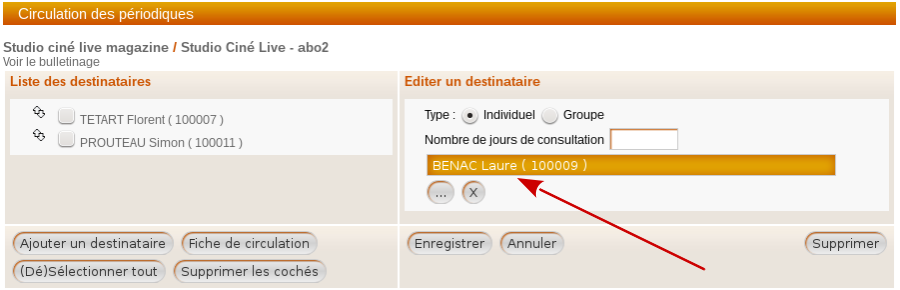 Circulation des périodiques
Studio ciné live magazine / Studio Ciné Live - abo2
Voir le bulletinage
Liste des destinataires
TETART Florent ( 100007 )
PROUTEAU Simon ( 100011 )
Ajouter un destinataire Fiche de circulation
(Dé)Sélectionner tout Supprimer les cochés
Editer un destinataire
Type : Individuel Groupe
Nombre de jours de consultation
BENAC Laure ( 100009 )
... X
Enregistrer Annuler Supprimer